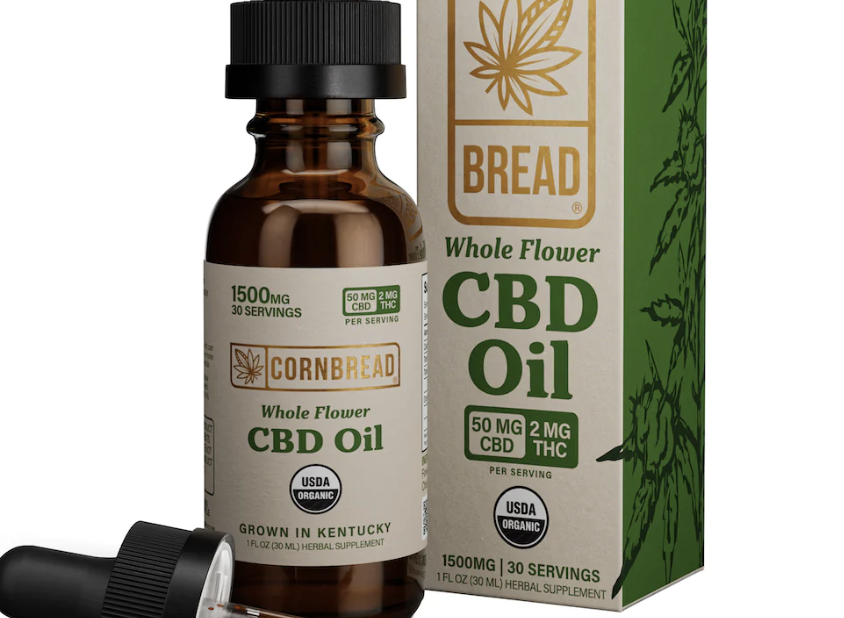 1500MG
30 SERVINGS
50 MG CBD
2 MG THC
PER SERVING
CORNBREAD
Whole Flower
CBD Oil
USDA
ORGANIC
GROWN IN KENTUCKY
1 FL OZ (30 ML) HERBAL SUPPLEMENT
BREAD
®
Whole Flower
CBD
Oil
50 MG CBD
2 MG THC
PER SERVING
USDA
ORGANIC
1500MG | 30 SERVINGS
1 FL OZ (30 ML) HERBAL SUPPLEMENT